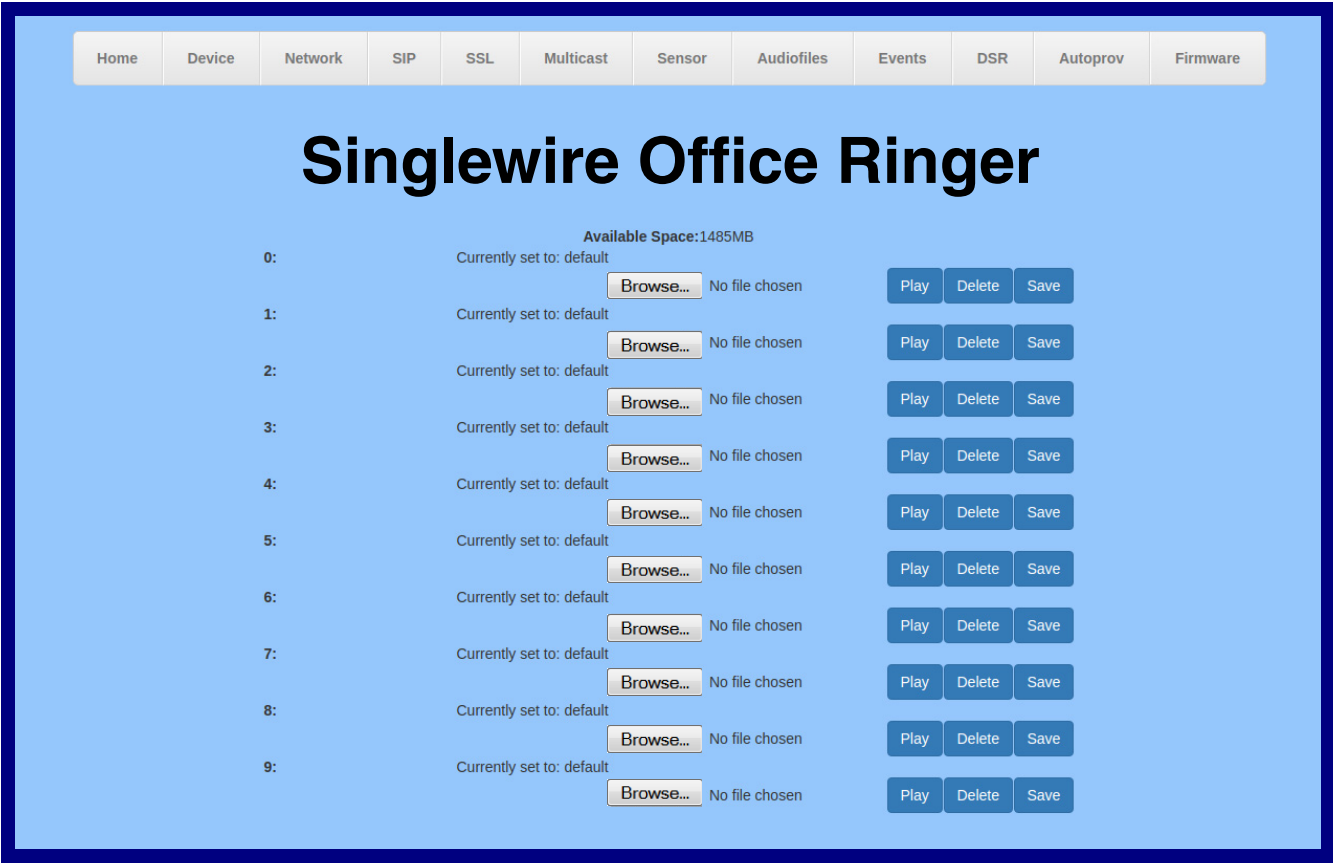 Home Device Network SIP SSL Multicast Sensor Audiofiles Events DSR Autoprov Firmware
Singlewire Office Ringer
Available Space:1485MB
0: Currently set to: default
Browse... No file chosen Play Delete Save
1: Currently set to: default
Browse... No file chosen Play Delete Save
2: Currently set to: default
Browse... No file chosen Play Delete Save
3: Currently set to: default
Browse... No file chosen Play Delete Save
4: Currently set to: default
Browse... No file chosen Play Delete Save
5: Currently set to: default
Browse... No file chosen Play Delete Save
6: Currently set to: default
Browse... No file chosen Play Delete Save
7: Currently set to: default
Browse... No file chosen Play Delete Save
8: Currently set to: default
Browse... No file chosen Play Delete Save
9: Currently set to: default
Browse... No file chosen Play Delete Save